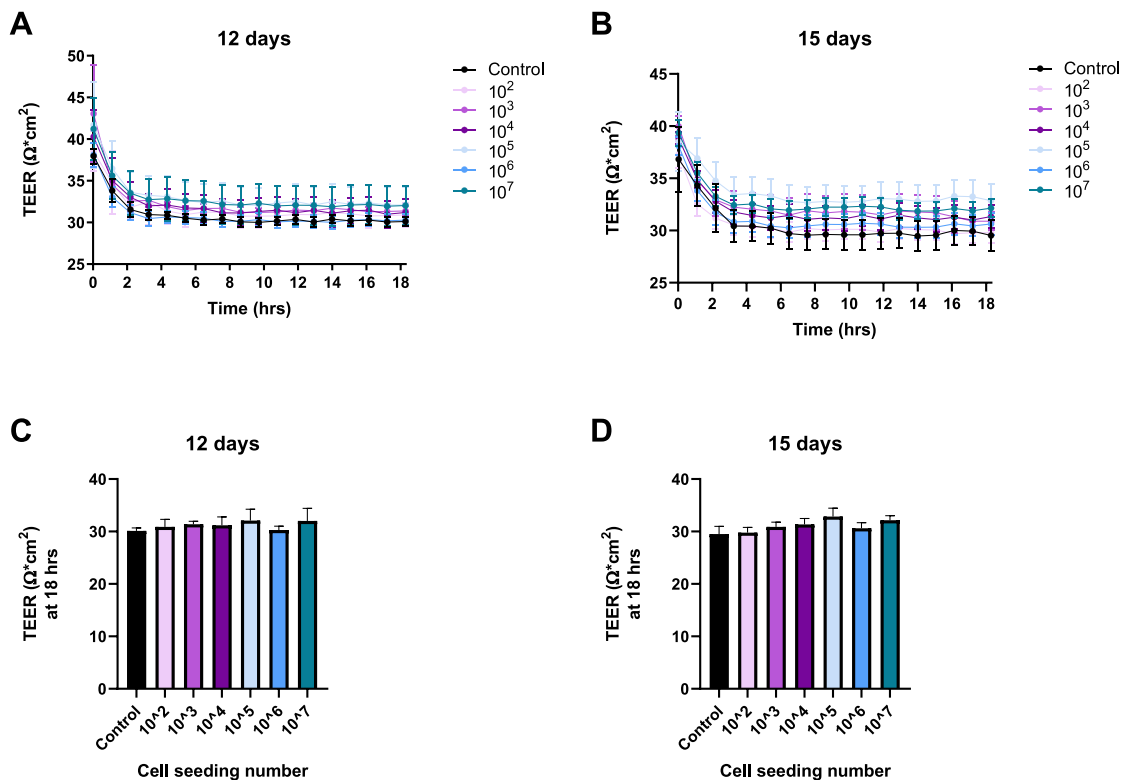 A
12 days
TEER (Ω*cm²)
50
45
40
35
30
25
0 2 4 6 8 10 12 14 16 18
Time (hrs)
Control
10²
10³
10⁴
10⁵
10⁶
10⁷
B
15 days
TEER (Ω*cm²)
45
40
35
30
25
0 2 4 6 8 10 12 14 16 18
Time (hrs)
Control
10²
10³
10⁴
10⁵
10⁶
10⁷
C
12 days
TEER (Ω*cm²)
at 18 hrs
40
30
20
10
0
Control 10^2 10^3 10^4 10^5 10^6 10^7
Cell seeding number
D
15 days
TEER (Ω*cm²)
at 18 hrs
40
30
20
10
0
Control 10^2 10^3 10^4 10^5 10^6 10^7
Cell seeding number